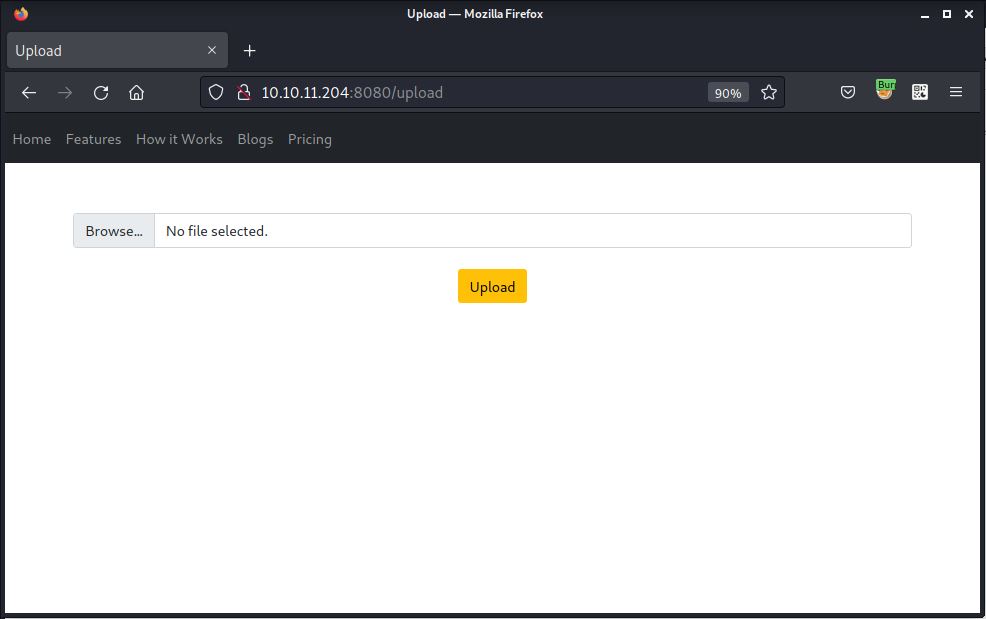 Upload — Mozilla Firefox
Upload
10.10.11.204:8080/upload 90% Bur
Home Features How it Works Blogs Pricing
Browse... No file selected.
Upload